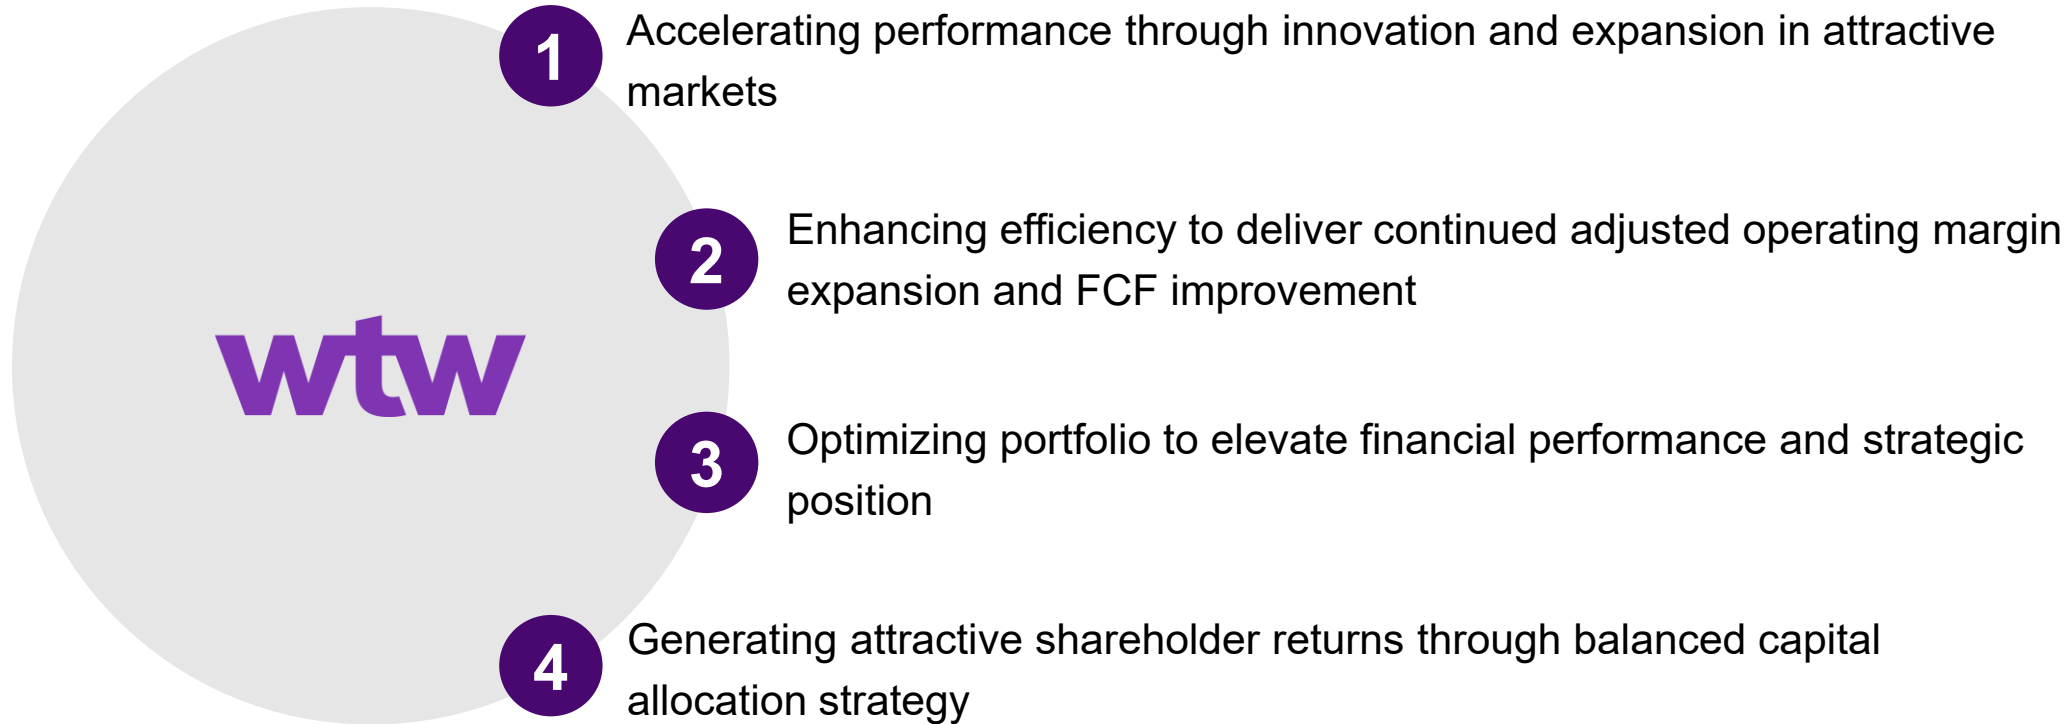 1
Accelerating performance through innovation and expansion in attractive
markets
2
Enhancing efficiency to deliver continued adjusted operating margin
expansion and FCF improvement
wtw
3
Optimizing portfolio to elevate financial performance and strategic
position
4
Generating attractive shareholder returns through balanced capital
allocation strategy